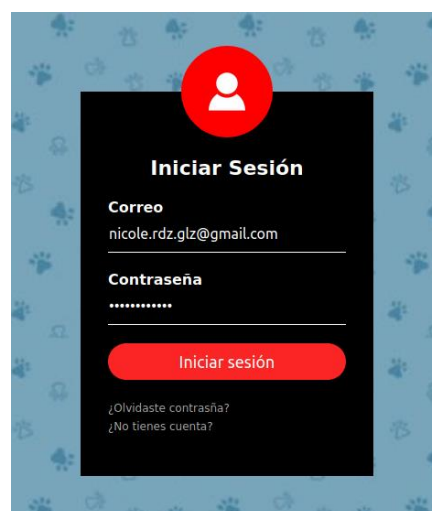 Iniciar Sesión
Correo
nicole.rdz.glz@gmail.com
Contraseña
••••••••••••
Iniciar sesión
¿Olvidaste contrasña?
¿No tienes cuenta?